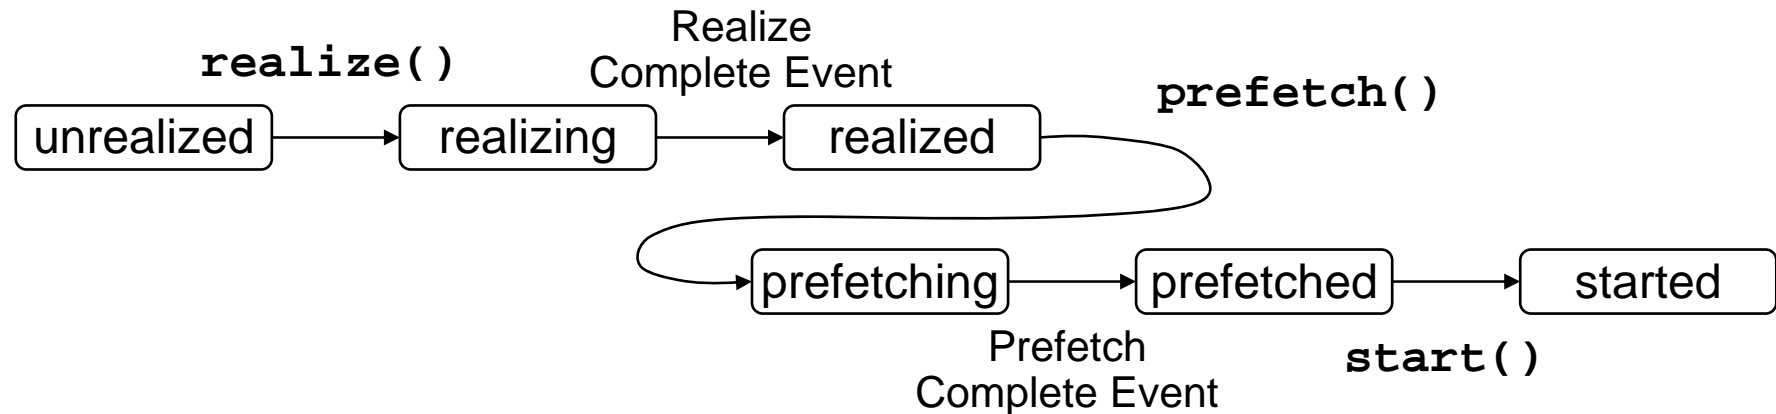 Realize
Complete Event
realize()
prefetch()
unrealized
realizing
realized
prefetching
prefetched
started
Prefetch
Complete Event
start()